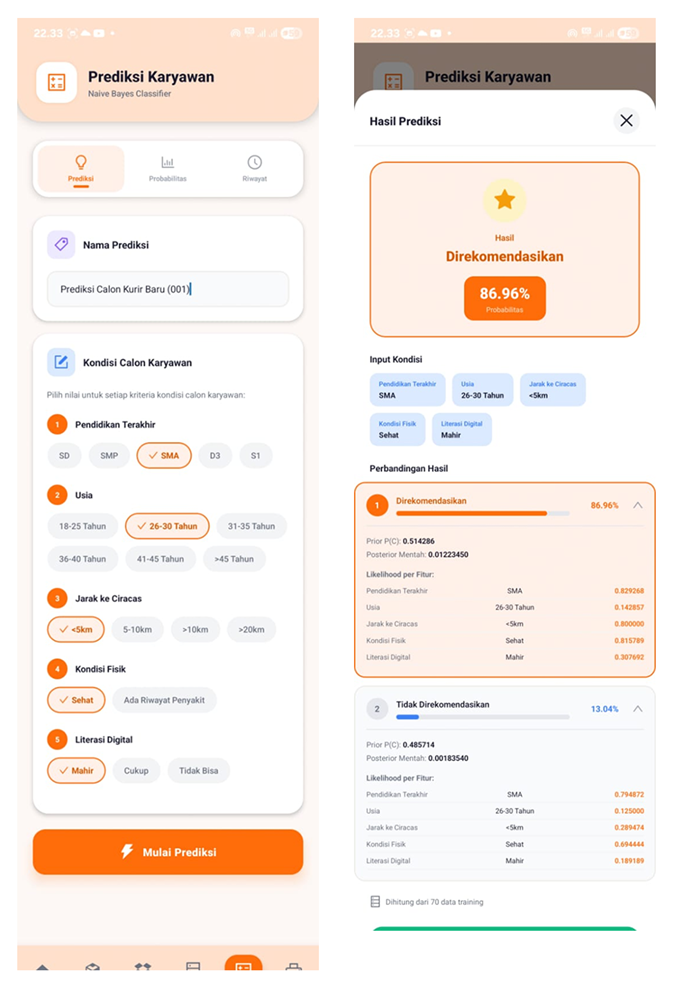 22.33
Prediksi Karyawan
Naive Bayes Classifier
Prediksi
Probabilitas
Riwayat
Nama Prediksi
Prediksi Calon Kurir Baru (001)
Kondisi Calon Karyawan
Pilih nilai untuk setiap kriteria kondisi calon karyawan:
1 Pendidikan Terakhir
SD SMP SMA D3 S1
2 Usia
18-25 Tahun 26-30 Tahun 31-35 Tahun
36-40 Tahun 41-45 Tahun >45 Tahun
3 Jarak ke Ciracas
<5km 5-10km >10km >20km
4 Kondisi Fisik
Sehat Ada Riwayat Penyakit
5 Literasi Digital
Mahir Cukup Tidak Bisa
Mulai Prediksi
22.33
Prediksi Karyawan
Hasil Prediksi
Hasil
Direkomendasikan
86.96%
Probabilitas
Input Kondisi
Pendidikan Terakhir
SMA
Usia
26-30 Tahun
Jarak ke Ciracas
<5km
Kondisi Fisik
Sehat
Literasi Digital
Mahir
Perbandingan Hasil
1 Direkomendasikan 86.96%
Prior P(C): 0.514286
Posterior Mentah: 0.01223450
Likelihood per Fitur:
Pendidikan Terakhir SMA 0.829268
Usia 26-30 Tahun 0.142857
Jarak ke Ciracas <5km 0.800000
Kondisi Fisik Sehat 0.815789
Literasi Digital Mahir 0.307692
2 Tidak Direkomendasikan 13.04%
Prior P(C): 0.485714
Posterior Mentah: 0.00183540
Likelihood per Fitur:
Pendidikan Terakhir SMA 0.794872
Usia 26-30 Tahun 0.125000
Jarak ke Ciracas <5km 0.289474
Kondisi Fisik Sehat 0.694444
Literasi Digital Mahir 0.189189
Dihitung dari 70 data training